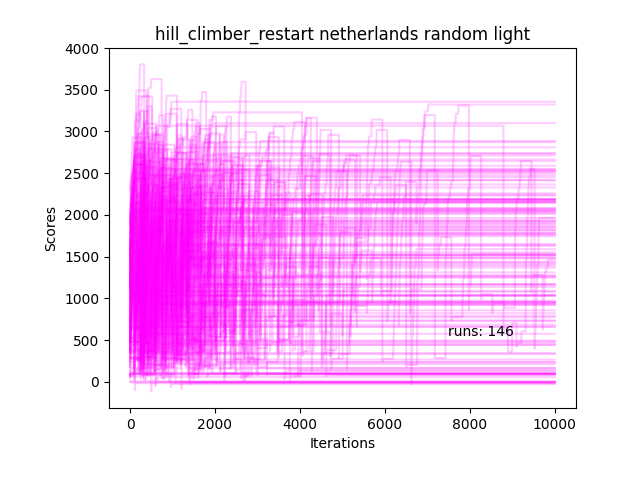 hill_climber_restart netherlands random light
4000
3500
3000
2500
2000
1500
1000
500
0
Scores
runs: 146
0 2000 4000 6000 8000 10000
Iterations